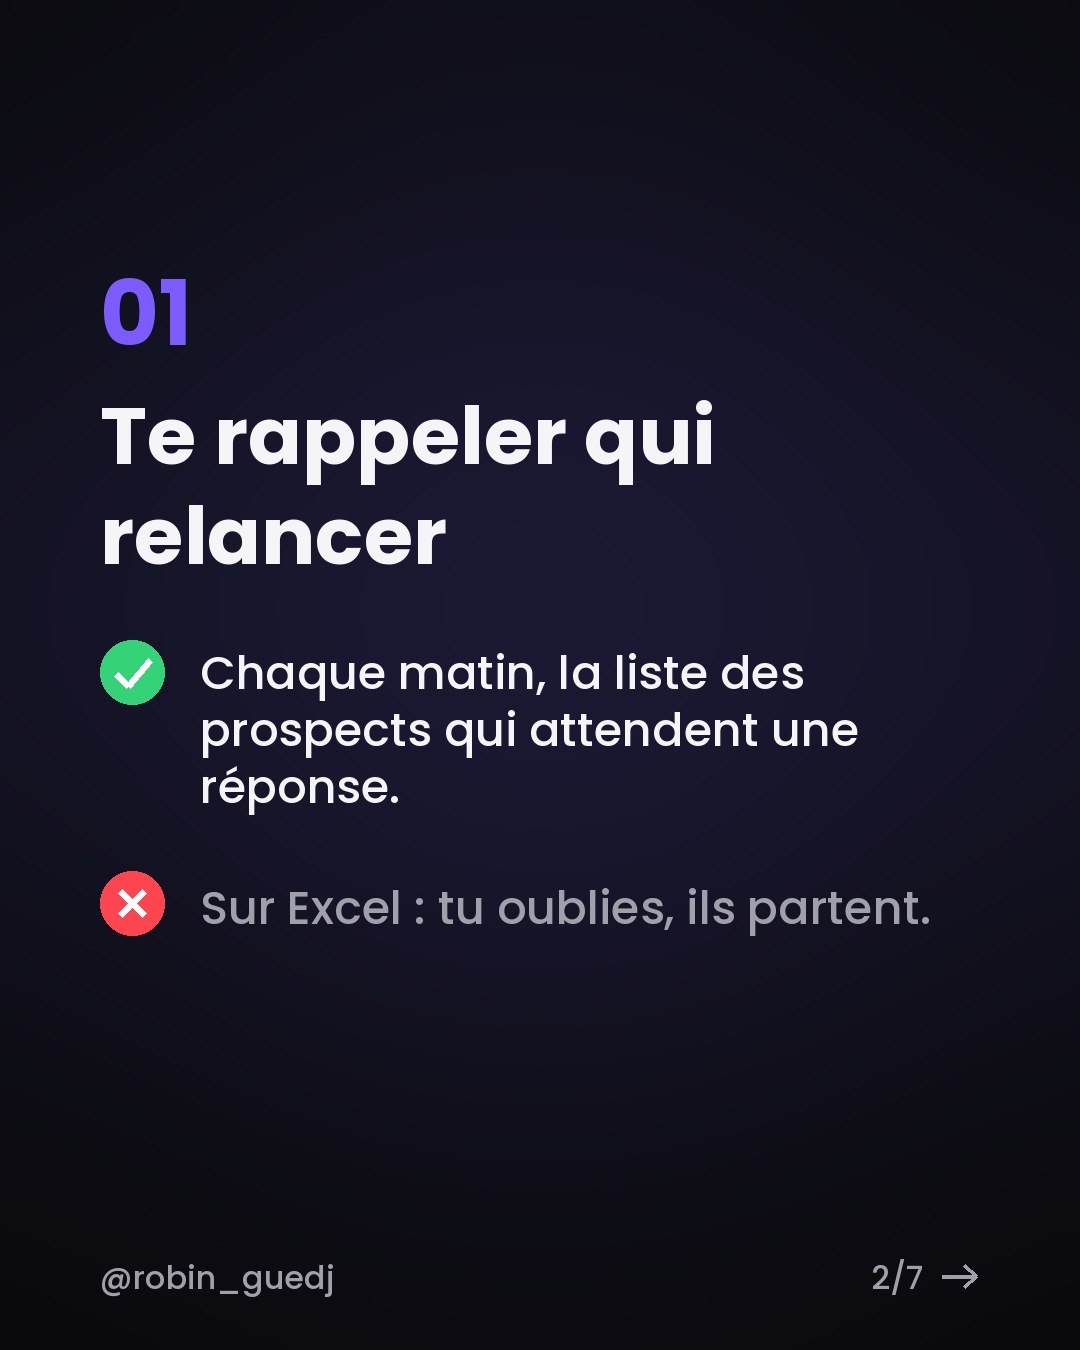 01
Te rappeler qui
relancer
Chaque matin, la liste des
prospects qui attendent une
réponse.
Sur Excel : tu oublies, ils partent.
@robin_guedj
2/7 →